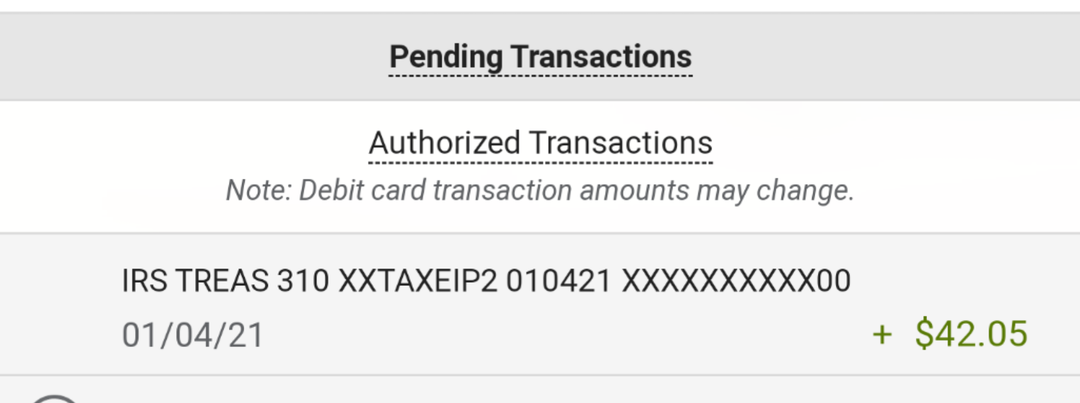 Pending Transactions
Authorized Transactions
Note: Debit card transaction amounts may change.
IRS TREAS 310 XXTAXEIP2 010421 XXXXXXXXXX00
01/04/21 + $42.05